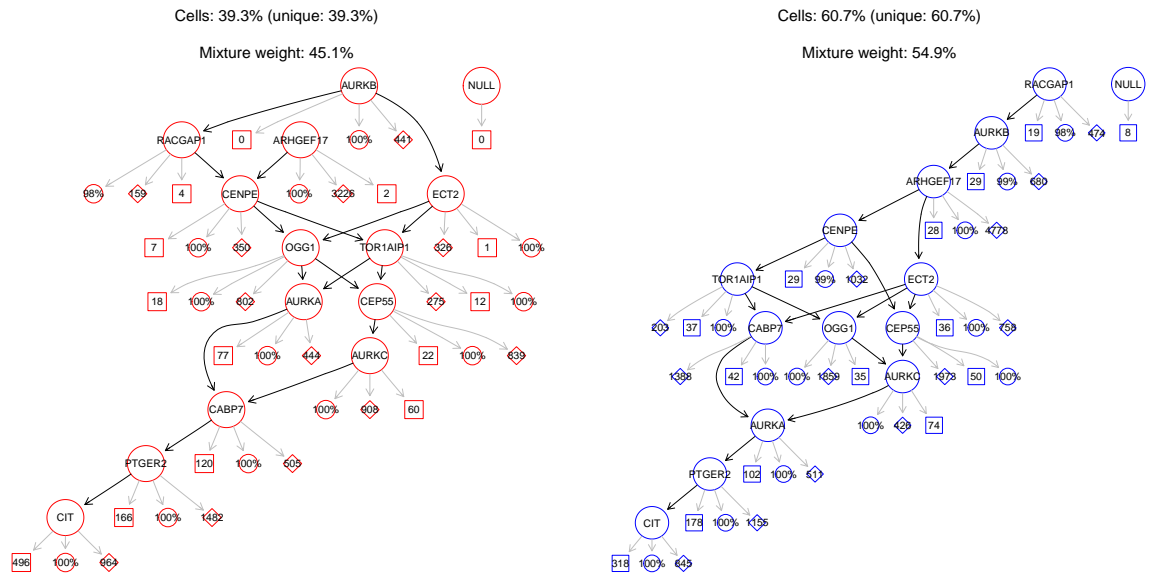 Cells: 39.3% (unique: 39.3%)
Mixture weight: 45.1%
AURKB NULL
RACGAP1 0 ARHGEF17 100% 441 0
98% 159 4 CENPE 100% 3226 2 ECT2
7 100% 350 OGG1 TOR1AIP1 326 1 100%
18 100% 802 AURKA CEP55 275 12 100%
77 100% 444 AURKC 22 100% 839
CABP7 100% 908 60
PTGER2 120 100% 505
CIT 166 100% 1482
496 100% 964
Cells: 60.7% (unique: 60.7%)
Mixture weight: 54.9%
RACGAP1 NULL
AURKB 19 98% 474 8
ARHGEF17 29 99% 680
CENPE 28 100% 4778
TOR1AIP1 29 99% 1032 ECT2
203 37 100% CABP7 OGG1 CEP55 36 100% 758
1388 42 100% 100% 1859 35 AURKC 1973 50 100%
AURKA 100% 426 74
PTGER2 102 100% 511
CIT 178 100% 1155
318 100% 845